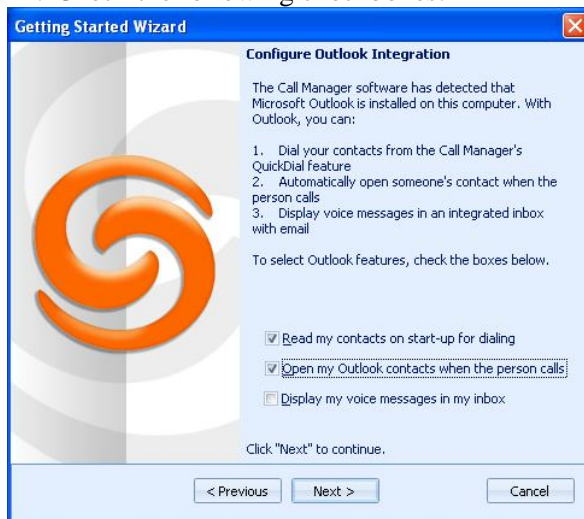 Getting Started Wizard
Configure Outlook Integration
The Call Manager software has detected that
Microsoft Outlook is installed on this computer. With
Outlook, you can:
1. Dial your contacts from the Call Manager's
QuickDial feature
2. Automatically open someone's contact when the
person calls
3. Display voice messages in an integrated inbox
with email
To select Outlook features, check the boxes below.
Read my contacts on start-up for dialing
Open my Outlook contacts when the person calls
Display my voice messages in my inbox
Click "Next" to continue.
< Previous Next > Cancel